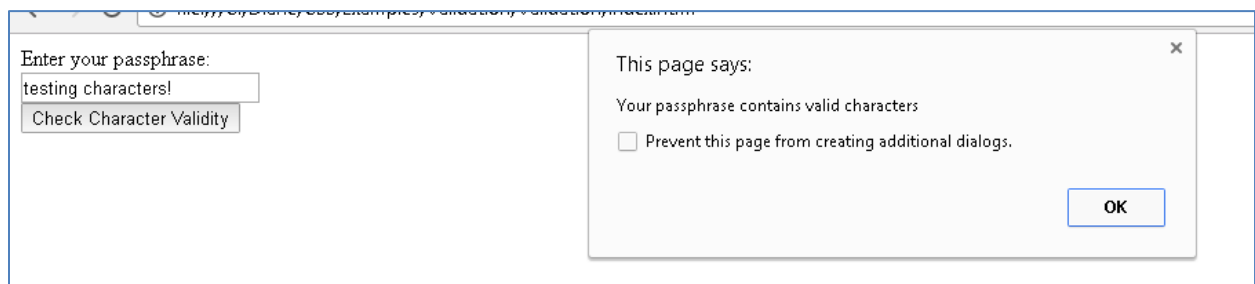 Enter your passphrase:
testing characters!
Check Character Validity
This page says:
Your passphrase contains valid characters
Prevent this page from creating additional dialogs.
OK